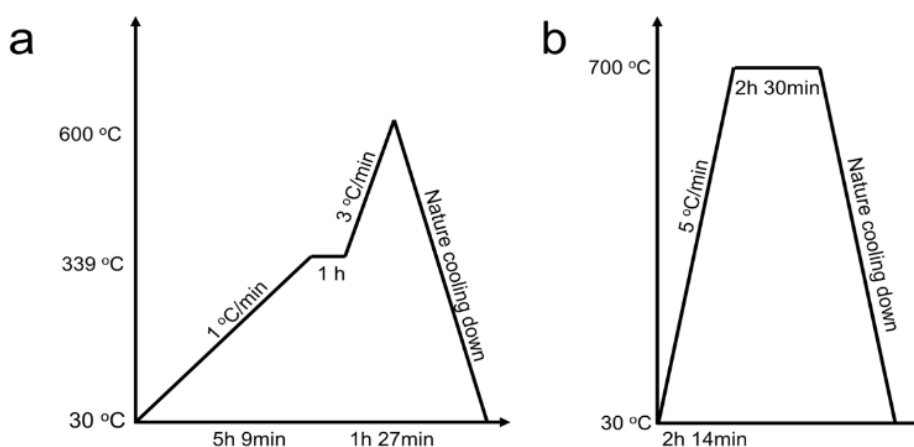 a
600 °C
339 °C
30 °C
1 °C/min
1 h
3 °C/min
Nature cooling down
5h 9min
1h 27min
b
700 °C
30 °C
5 °C/min
2h 30min
Nature cooling down
2h 14min